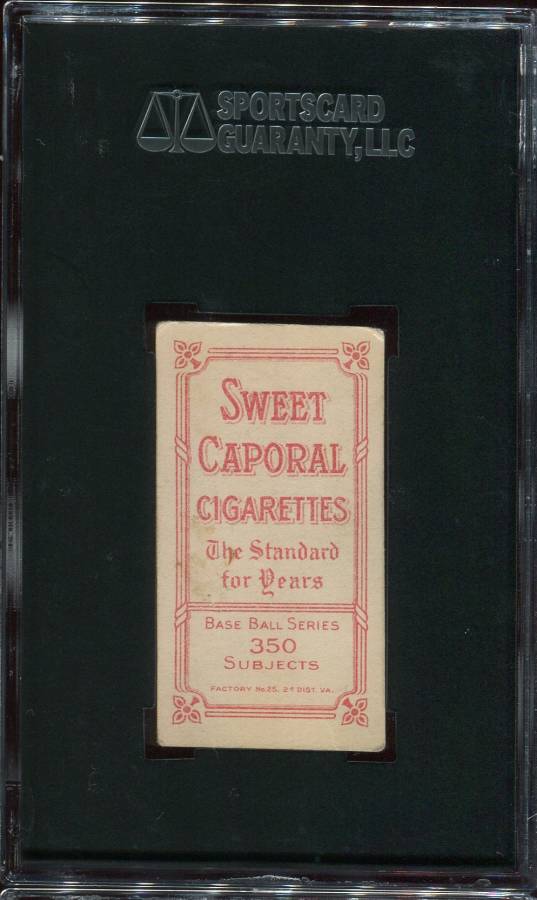 SPORTSCARD
GUARANTY, LLC
SWEET
CAPORAL
CIGARETTES
The Standard
for Years
BASE BALL SERIES
350
SUBJECTS
FACTORY No. 25, 2d DIST. VA.